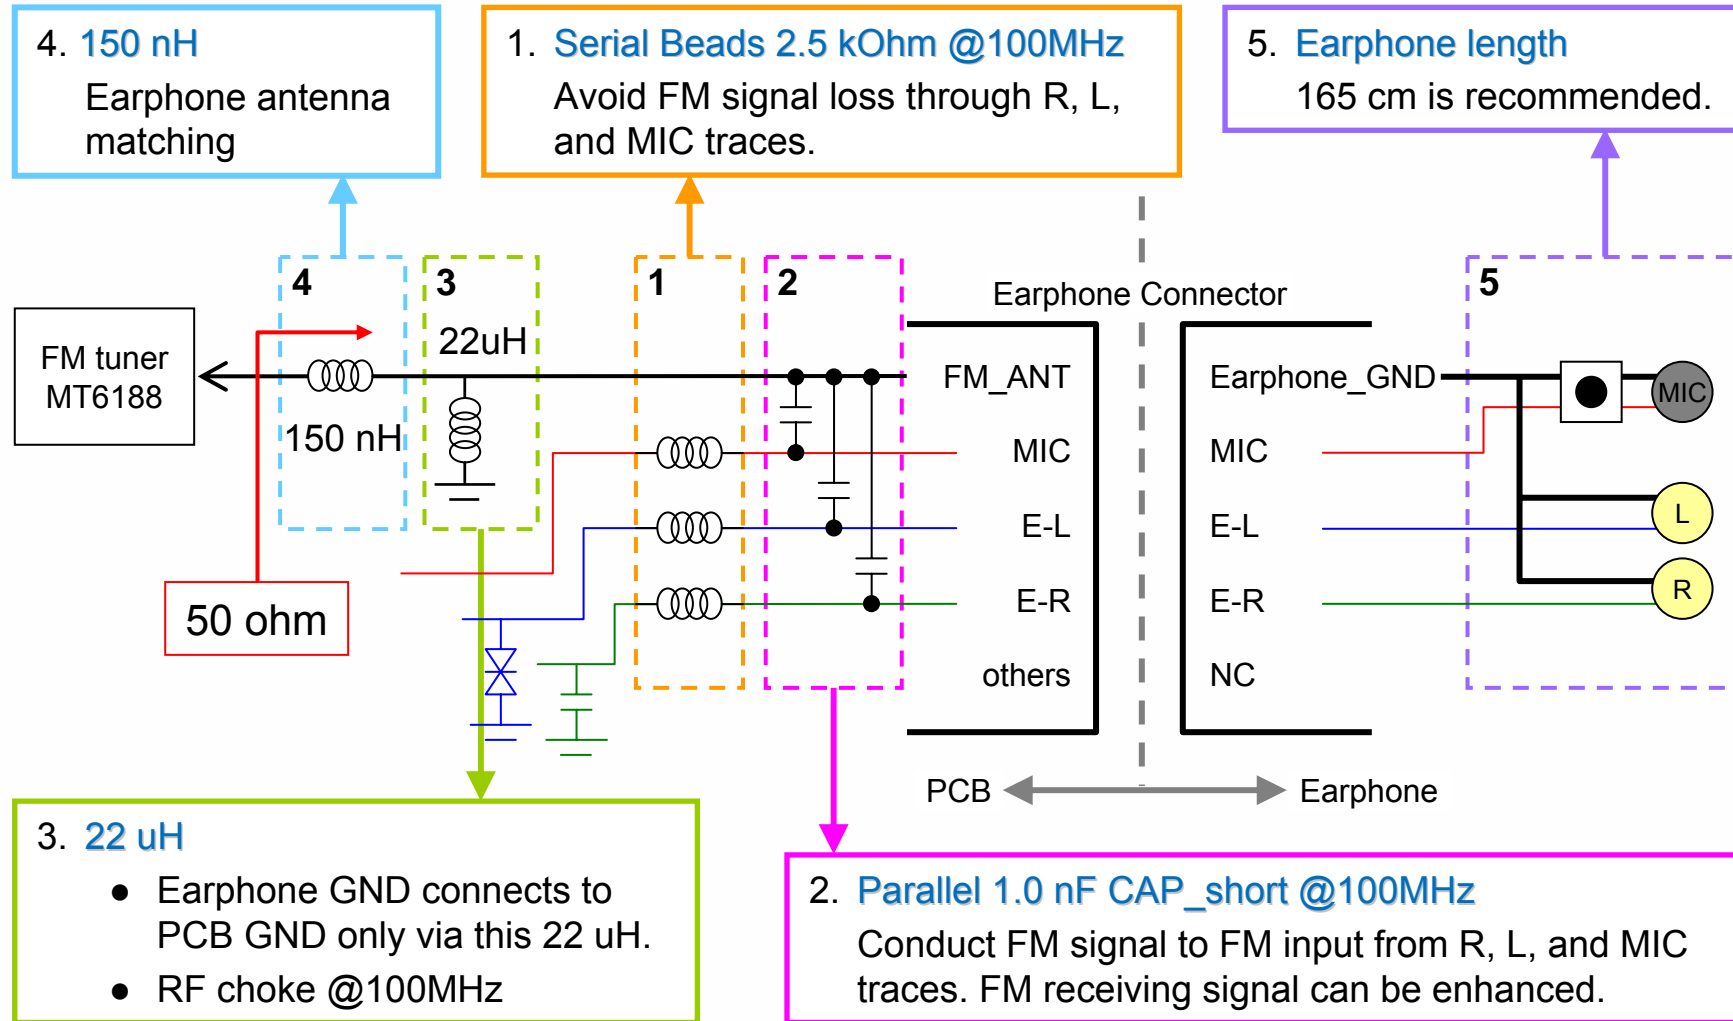 4. 150 nH
Earphone antenna
matching
1. Serial Beads 2.5 kOhm @100MHz
Avoid FM signal loss through R, L,
and MIC traces.
5. Earphone length
165 cm is recommended.
4
3
1
2
5
Earphone Connector
FM tuner
MT6188
22uH
150 nH
50 ohm
FM_ANT
MIC
E-L
E-R
others
Earphone_GND
MIC
E-L
E-R
NC
MIC
L
R
PCB
Earphone
3. 22 uH
● Earphone GND connects to
PCB GND only via this 22 uH.
● RF choke @100MHz
2. Parallel 1.0 nF CAP_short @100MHz
Conduct FM signal to FM input from R, L, and MIC
traces. FM receiving signal can be enhanced.